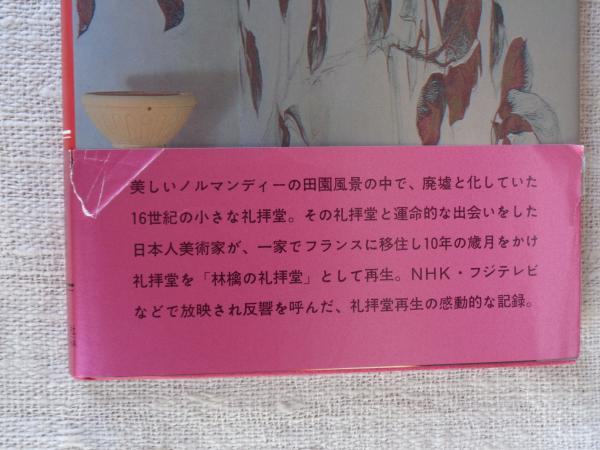 美しいノルマンディーの田園風景の中で、廃墟と化していた
16世紀の小さな礼拝堂。その礼拝堂と運命的な出会いをした
日本人美術家が、一家でフランスに移住し10年の歳月をかけ
礼拝堂を「林檎の礼拝堂」として再生。NHK・フジテレビ
などで放映され反響を呼んだ、礼拝堂再生の感動的な記録。